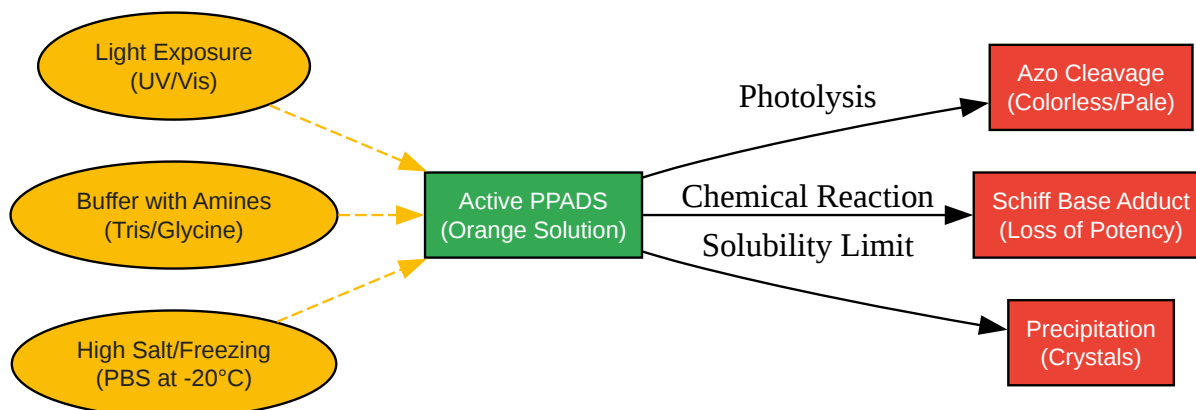 Light Exposure
(UV/Vis)
Buffer with Amines
(Tris/Glycine)
High Salt/Freezing
(PBS at -20°C)
Active PPADS
(Orange Solution)
Photolysis
Chemical Reaction
Solubility Limit
Azo Cleavage
(Colorless/Pale)
Schiff Base Adduct
(Loss of Potency)
Precipitation
(Crystals)